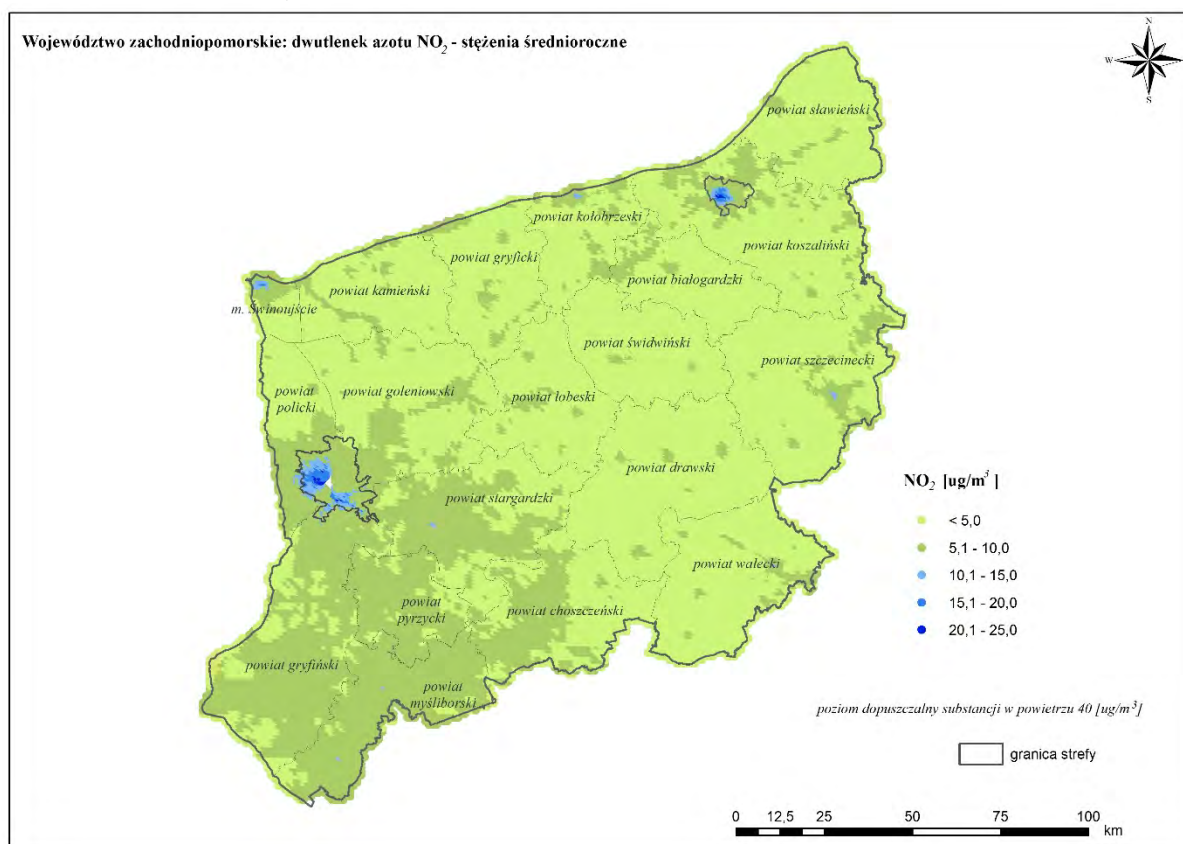 Województwo zachodniopomorskie: dwutlenek azotu NO2 - stężenia średnioroczne
N
W
S
powiat sławieński
powiat kołobrzeski
powiat koszaliński
powiat gryficki
powiat białogardzki
powiat kamieński
m. Świnoujście
powiat świdwiński
powiat szczecinecki
powiat
policki
powiat goleniowski
powiat łobeski
powiat drawski
powiat stargardzki
powiat wałecki
powiat
pyrzycki
powiat choszczeński
powiat gryfiński
powiat
myśliborski
NO2 [ug/m3 ]
< 5,0
5,1 - 10,0
10,1 - 15,0
15,1 - 20,0
20,1 - 25,0
poziom dopuszczalny substancji w powietrzu 40 [ug/m3]
granica strefy
0 12,5 25 50 75 100
km